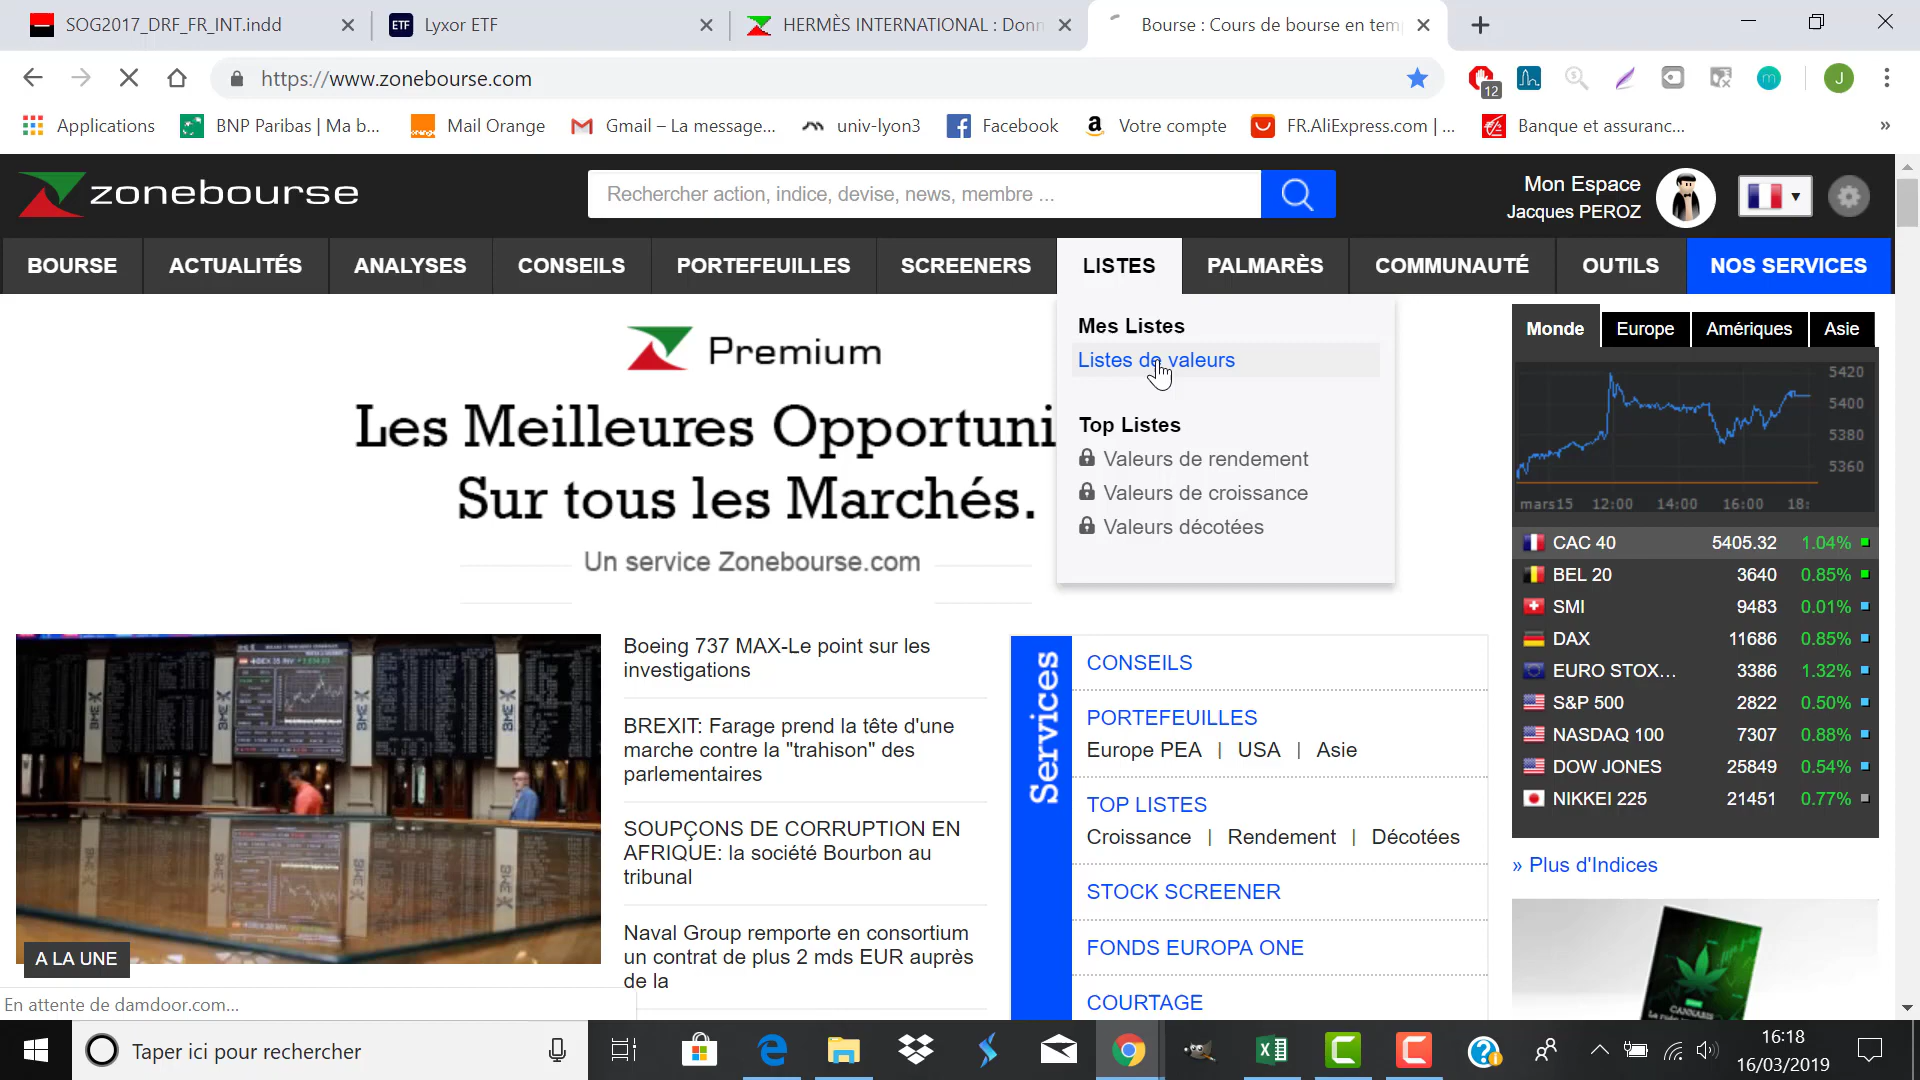 SOG2017_DRF_FR_INT.indd
ETF Lyxor ETF
HERMÈS INTERNATIONAL : Donn
Bourse : Cours de bourse en temp
https://www.zonebourse.com
12
J
Applications
BNP Paribas | Ma b...
Mail Orange
Gmail – La message...
univ-lyon3
Facebook
Votre compte
FR.AliExpress.com | ...
Banque et assuranc...
»
zonebourse
Rechercher action, indice, devise, news, membre ...
Mon Espace
Jacques PEROZ
BOURSE ACTUALITÉS ANALYSES CONSEILS PORTEFEUILLES SCREENERS LISTES PALMARÈS COMMUNAUTÉ OUTILS NOS SERVICES
Premium
Les Meilleures Opportuni
Sur tous les Marchés.
Un service Zonebourse.com
Mes Listes
Listes de valeurs
Top Listes
Valeurs de rendement
Valeurs de croissance
Valeurs décotées
Monde Europe Amériques Asie
5420
5400
5380
5360
mars15 12:00 14:00 16:00 18:
CAC 40 5405.32 1.04%
BEL 20 3640 0.85%
SMI 9483 0.01%
DAX 11686 0.85%
EURO STOX... 3386 1.32%
S&P 500 2822 0.50%
NASDAQ 100 7307 0.88%
DOW JONES 25849 0.54%
NIKKEI 225 21451 0.77%
» Plus d'Indices
A LA UNE
Boeing 737 MAX-Le point sur les
investigations
BREXIT: Farage prend la tête d'une
marche contre la "trahison" des
parlementaires
SOUPÇONS DE CORRUPTION EN
AFRIQUE: la société Bourbon au
tribunal
Naval Group remporte en consortium
un contrat de plus 2 mds EUR auprès
de la
Services
CONSEILS
PORTEFEUILLES
Europe PEA | USA | Asie
TOP LISTES
Croissance | Rendement | Décotées
STOCK SCREENER
FONDS EUROPA ONE
COURTAGE
CANNABIS
En attente de damdoor.com...
Taper ici pour rechercher
16:18
16/03/2019